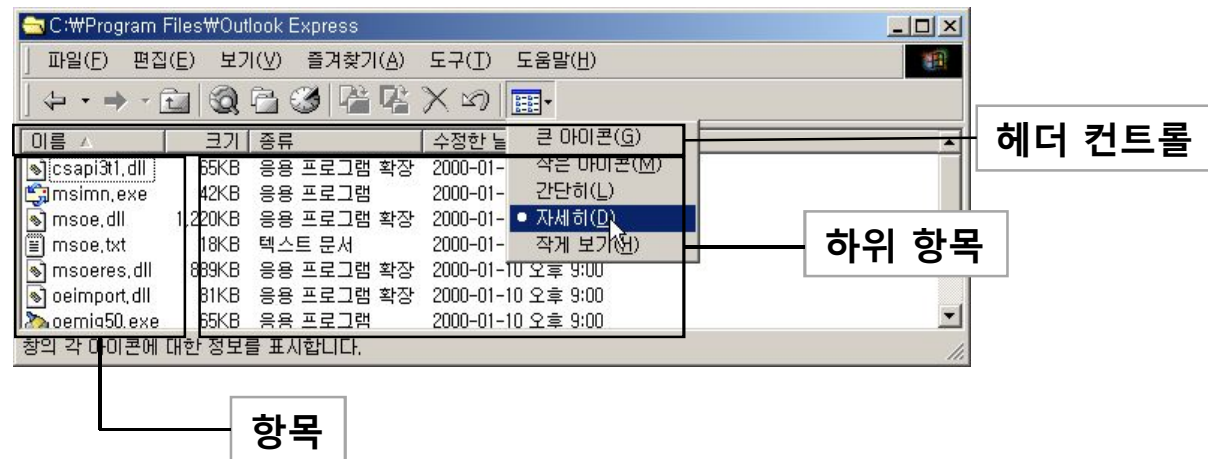 C:￦Program Files￦Outlook Express
파일(F) 편집(E) 보기(V) 즐겨찾기(A) 도구(T) 도움말(H)
이름 크기 종류 수정한 날
큰 아이콘(G)
작은 아이콘(M)
간단히(L)
자세히(D)
작게 보기(H)
헤더 컨트롤
csapi3t1.dll 65KB 응용 프로그램 확장 2000-01-
msimn.exe 42KB 응용 프로그램 2000-01-
msoe.dll 1,220KB 응용 프로그램 확장 2000-01-
msoe.txt 18KB 텍스트 문서 2000-01-
msoeres.dll 889KB 응용 프로그램 확장 2000-01-10 오후 9:00
oeimport.dll 81KB 응용 프로그램 확장 2000-01-10 오후 9:00
oemig50.exe 65KB 응용 프로그램 2000-01-10 오후 9:00
하위 항목
창의 각 아이콘에 대한 정보를 표시합니다.
항목